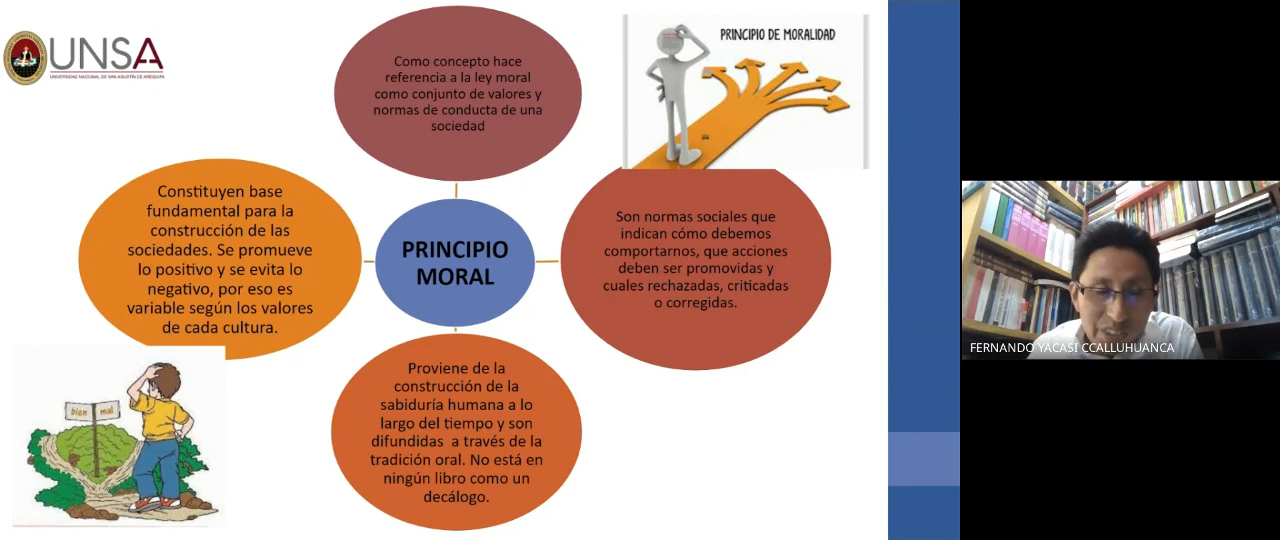 UNSA
UNIVERSIDAD NACIONAL DE SAN AGUSTÍN DE AREQUIPA
Como concepto hace
referencia a la ley moral
como conjunto de valores y
normas de conducta de una
sociedad
PRINCIPIO DE MORALIDAD
Constituyen base
fundamental para la
construcción de las
sociedades. Se promueve
lo positivo y se evita lo
negativo, por eso es
variable según los valores
de cada cultura.
PRINCIPIO
MORAL
Son normas sociales que
indican cómo debemos
comportarnos, que acciones
deben ser promovidas y
cuales rechazadas, criticadas
o corregidas.
Proviene de la
construcción de la
sabiduría humana a lo
largo del tiempo y son
difundidas a través de la
tradición oral. No está en
ningún libro como un
decálogo.
bien mal
FERNANDO YACASI CCALLUHUANCA